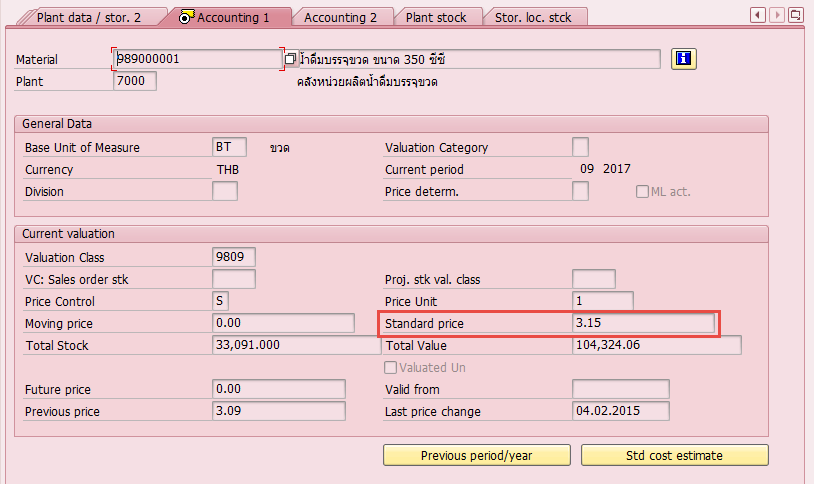 Plant data / stor. 2 Accounting 1 Accounting 2 Plant stock Stor. loc. stck
Material 989000001 น้ำดื่มบรรจุขวด ขนาด 350 ซีซี
Plant 7000 คลังหน่วยผลิตน้ำดื่มบรรจุขวด
General Data
Base Unit of Measure BT ขวด Valuation Category
Currency THB Current period 09 2017
Division Price determ. ML act.
Current valuation
Valuation Class 9809
VC: Sales order stk Proj. stk val. class
Price Control S Price Unit 1
Moving price 0.00 Standard price 3.15
Total Stock 33,091.000 Total Value 104,324.06
Valuated Un
Future price 0.00 Valid from
Previous price 3.09 Last price change 04.02.2015
Previous period/year Std cost estimate